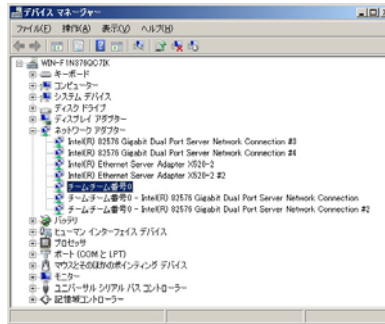 デバイス マネージャー
ファイル(F) 操作(A) 表示(V) ヘルプ(H)
WIN-F1N376QC7IK
キーボード
コンピューター
システム デバイス
ディスク ドライブ
ディスプレイ アダプター
ネットワーク アダプター
Intel(R) 82576 Gigabit Dual Port Server Network Connection #3
Intel(R) 82576 Gigabit Dual Port Server Network Connection #4
Intel(R) Ethernet Server Adapter X520-2
Intel(R) Ethernet Server Adapter X520-2 #2
チームチーム番号0
チームチーム番号0 - Intel(R) 82576 Gigabit Dual Port Server Network Connection
チームチーム番号0 - Intel(R) 82576 Gigabit Dual Port Server Network Connection #2
バッテリ
ヒューマン インターフェイス デバイス
プロセッサ
ポート (COM と LPT)
マウスとそのほかのポインティング デバイス
モニター
ユニバーサル シリアル バス コントローラー
記憶域コントローラー